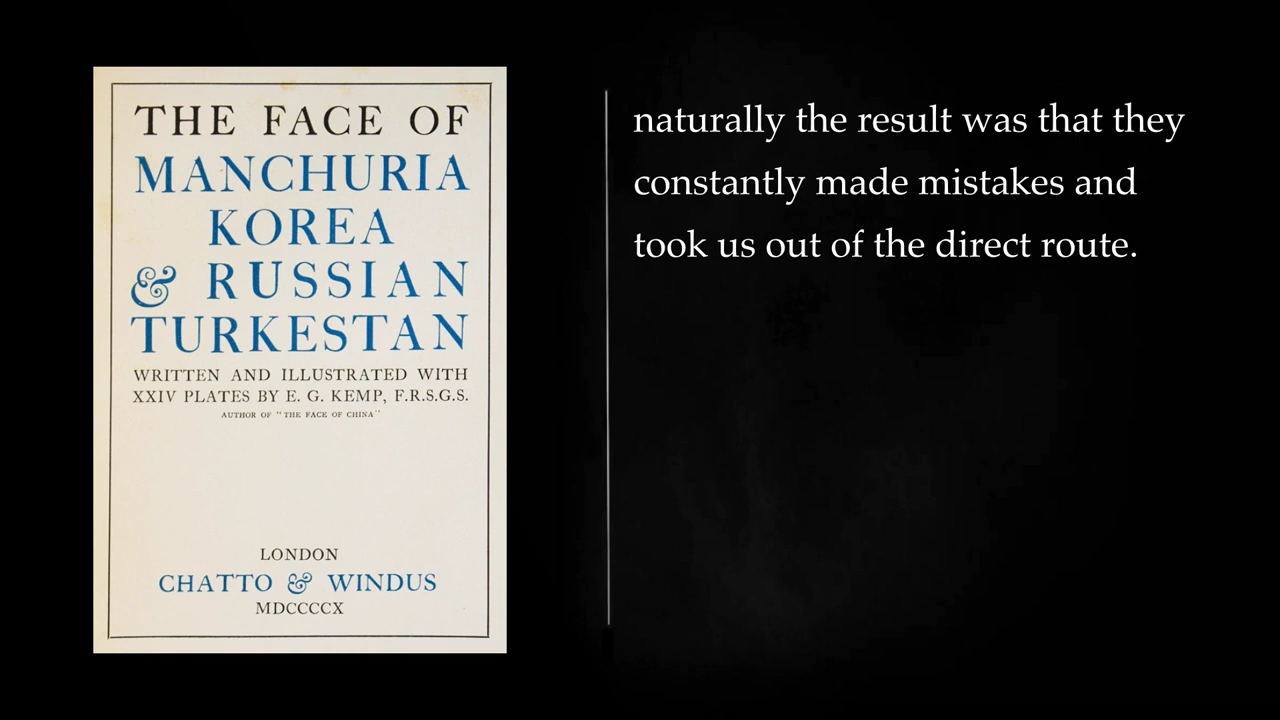 THE FACE OF
MANCHURIA
KOREA
& RUSSIAN
TURKESTAN
WRITTEN AND ILLUSTRATED WITH
XXIV PLATES BY E. G. KEMP, F.R.S.G.S.
AUTHOR OF "THE FACE OF CHINA"
LONDON
CHATTO & WINDUS
MDCCCCX
naturally the result was that they
constantly made mistakes and
took us out of the direct route.